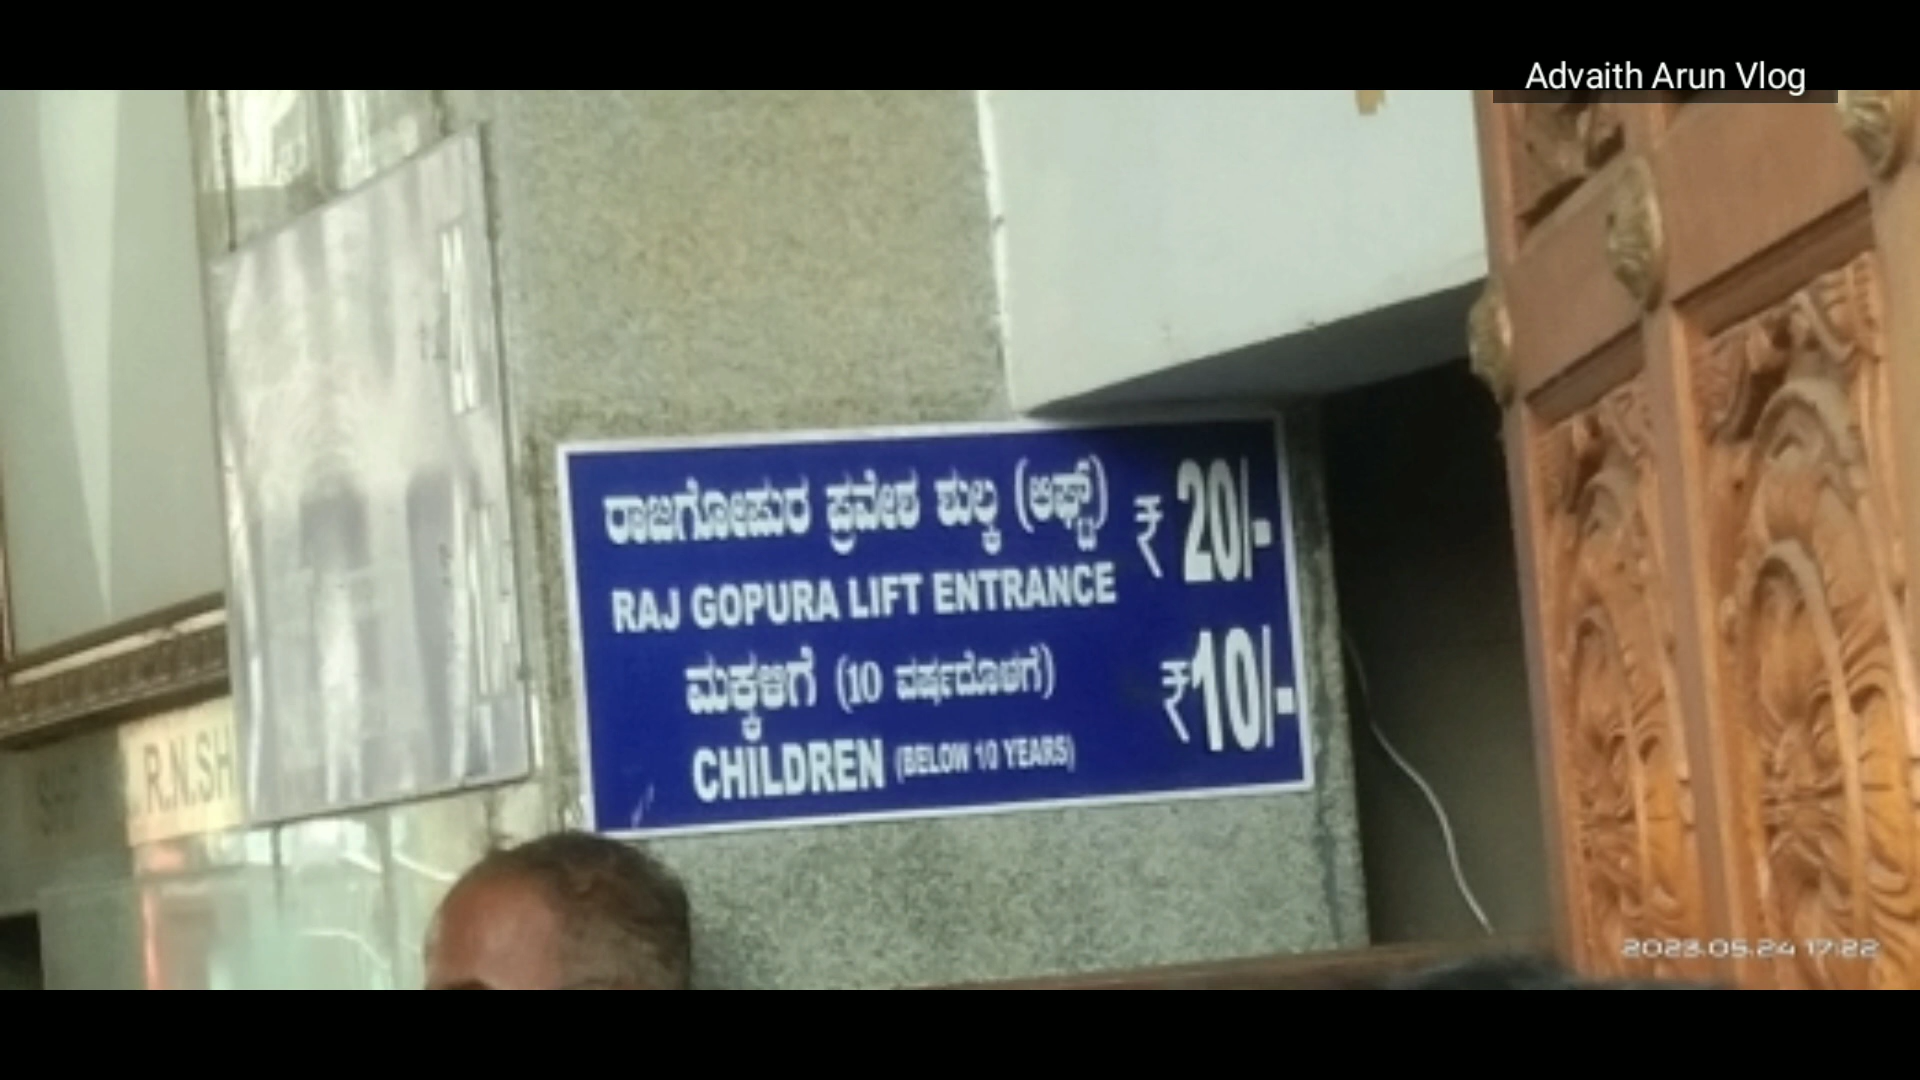 Advaith Arun Vlog
ರಾಜಗೋಪುರ ಪ್ರವೇಶ ಶುಲ್ಕ (ಲಿಫ್ಟ್) ₹ 20/-
RAJ GOPURA LIFT ENTRANCE
ಮಕ್ಕಳಿಗೆ (10 ವರ್ಷದೊಳಗೆ) ₹10/-
CHILDREN (BELOW 10 YEARS)
R.N.SH
2023.05.24 17:22